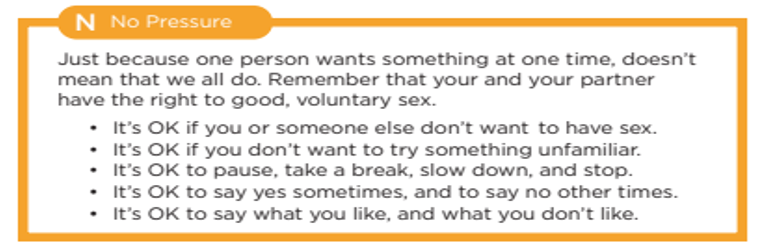 N No Pressure
Just because one person wants something at one time, doesn't
mean that we all do. Remember that your and your partner
have the right to good, voluntary sex.
• It's OK if you or someone else don't want to have sex.
• It's OK if you don't want to try something unfamiliar.
• It's OK to pause, take a break, slow down, and stop.
• It's OK to say yes sometimes, and to say no other times.
• It's OK to say what you like, and what you don't like.